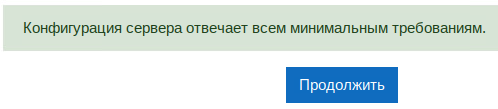 Конфигурация сервера отвечает всем минимальным требованиям.
Продолжить